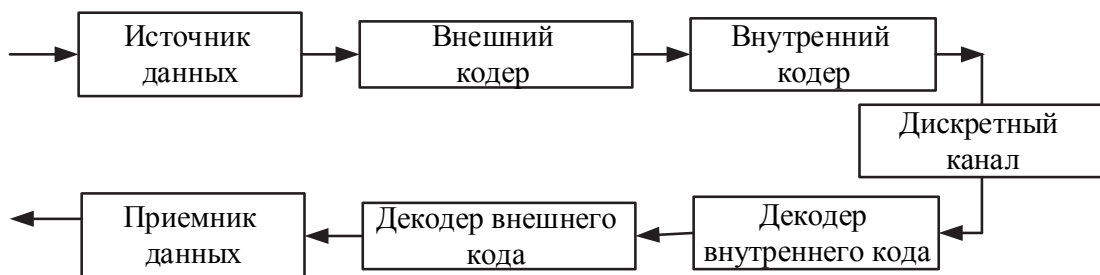 Источник
данных
Внешний
кодер
Внутренний
кодер
Дискретный
канал
Декодер
внутреннего кода
Декодер внешнего
кода
Приемник
данных